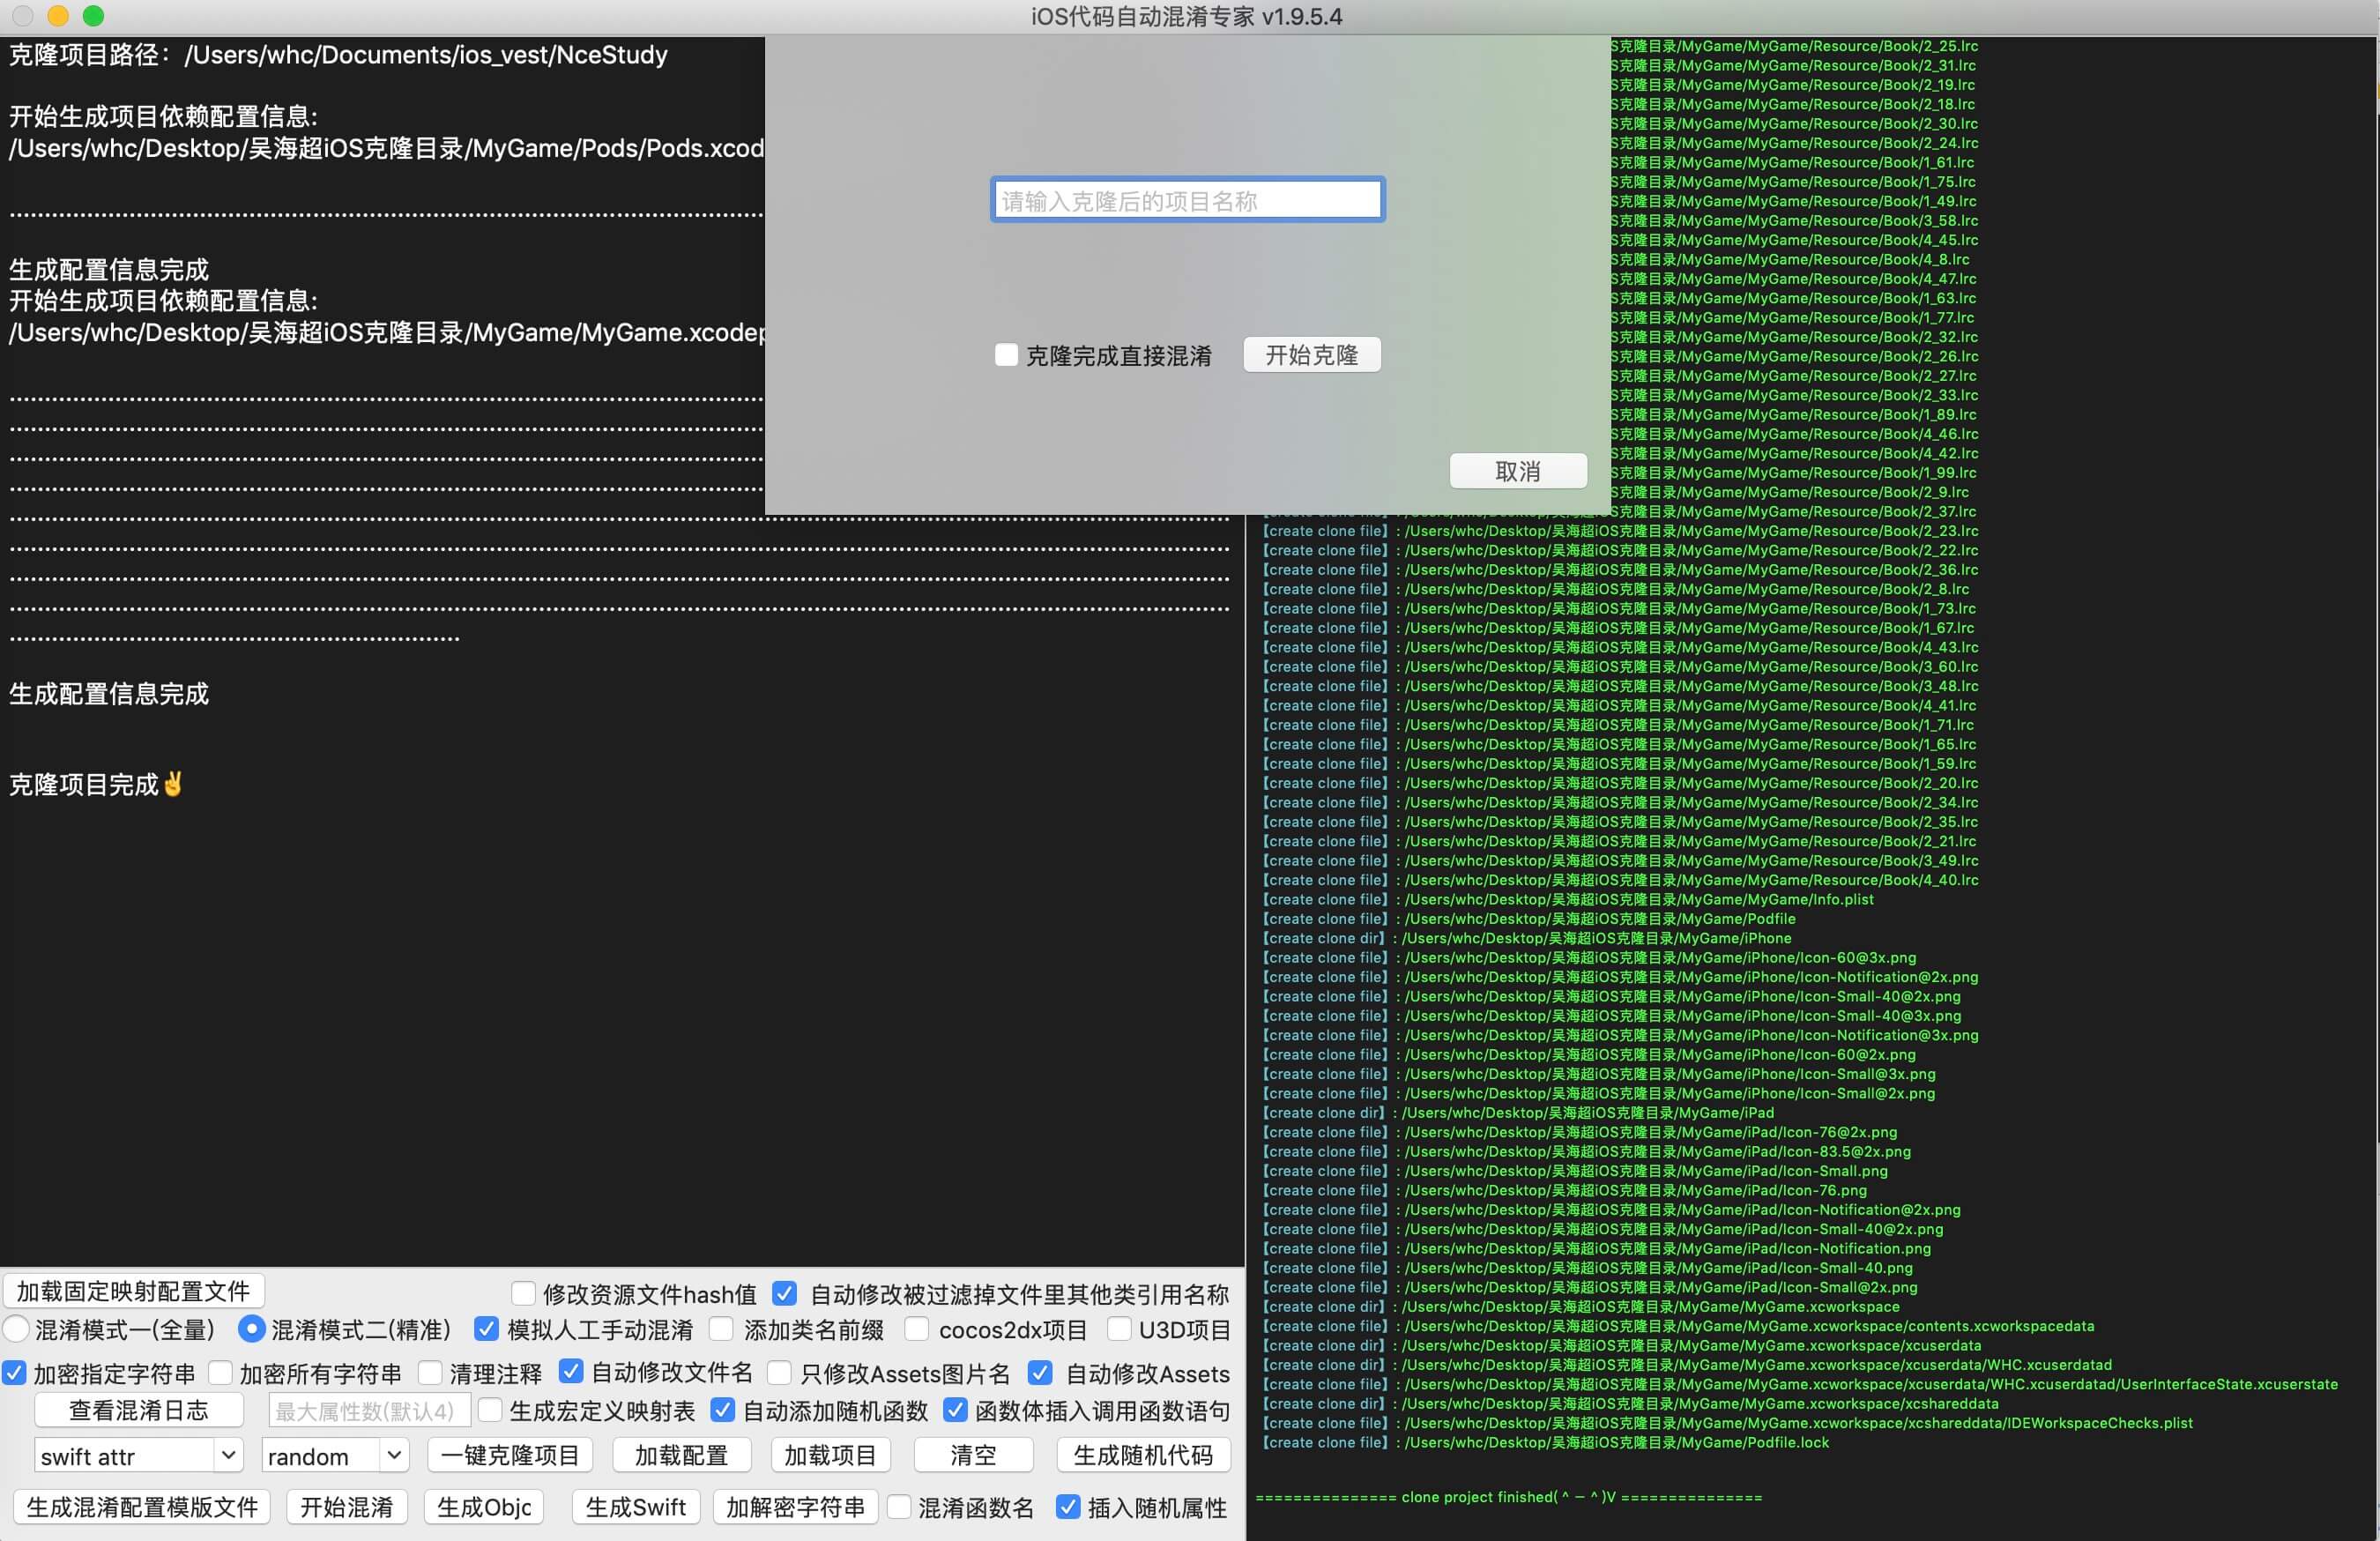 iOS代码自动混淆专家 v1.9.5.4
克隆项目路径：/Users/whc/Documents/ios_vest/NceStudy
开始生成项目依赖配置信息:
/Users/whc/Desktop/吴海超iOS克隆目录/MyGame/Pods/Pods.xcod
生成配置信息完成
开始生成项目依赖配置信息:
/Users/whc/Desktop/吴海超iOS克隆目录/MyGame/MyGame.xcodep
生成配置信息完成
克隆项目完成✌️
请输入克隆后的项目名称
克隆完成直接混淆
开始克隆
取消
S克隆目录/MyGame/MyGame/Resource/Book/2_25.lrc
S克隆目录/MyGame/MyGame/Resource/Book/2_31.lrc
S克隆目录/MyGame/MyGame/Resource/Book/2_19.lrc
S克隆目录/MyGame/MyGame/Resource/Book/2_18.lrc
S克隆目录/MyGame/MyGame/Resource/Book/2_30.lrc
S克隆目录/MyGame/MyGame/Resource/Book/2_24.lrc
S克隆目录/MyGame/MyGame/Resource/Book/1_61.lrc
S克隆目录/MyGame/MyGame/Resource/Book/1_75.lrc
S克隆目录/MyGame/MyGame/Resource/Book/1_49.lrc
S克隆目录/MyGame/MyGame/Resource/Book/3_58.lrc
S克隆目录/MyGame/MyGame/Resource/Book/4_45.lrc
S克隆目录/MyGame/MyGame/Resource/Book/4_8.lrc
S克隆目录/MyGame/MyGame/Resource/Book/4_47.lrc
S克隆目录/MyGame/MyGame/Resource/Book/1_63.lrc
S克隆目录/MyGame/MyGame/Resource/Book/1_77.lrc
S克隆目录/MyGame/MyGame/Resource/Book/2_32.lrc
S克隆目录/MyGame/MyGame/Resource/Book/2_26.lrc
S克隆目录/MyGame/MyGame/Resource/Book/2_27.lrc
S克隆目录/MyGame/MyGame/Resource/Book/2_33.lrc
S克隆目录/MyGame/MyGame/Resource/Book/1_89.lrc
S克隆目录/MyGame/MyGame/Resource/Book/4_46.lrc
S克隆目录/MyGame/MyGame/Resource/Book/4_42.lrc
S克隆目录/MyGame/MyGame/Resource/Book/1_99.lrc
S克隆目录/MyGame/MyGame/Resource/Book/2_9.lrc
【create clone file】: /Users/whc/Desktop/吴海超iOS克隆目录/MyGame/MyGame/Resource/Book/2_37.lrc
【create clone file】: /Users/whc/Desktop/吴海超iOS克隆目录/MyGame/MyGame/Resource/Book/2_23.lrc
【create clone file】: /Users/whc/Desktop/吴海超iOS克隆目录/MyGame/MyGame/Resource/Book/2_22.lrc
【create clone file】: /Users/whc/Desktop/吴海超iOS克隆目录/MyGame/MyGame/Resource/Book/2_36.lrc
【create clone file】: /Users/whc/Desktop/吴海超iOS克隆目录/MyGame/MyGame/Resource/Book/2_8.lrc
【create clone file】: /Users/whc/Desktop/吴海超iOS克隆目录/MyGame/MyGame/Resource/Book/1_73.lrc
【create clone file】: /Users/whc/Desktop/吴海超iOS克隆目录/MyGame/MyGame/Resource/Book/1_67.lrc
【create clone file】: /Users/whc/Desktop/吴海超iOS克隆目录/MyGame/MyGame/Resource/Book/4_43.lrc
【create clone file】: /Users/whc/Desktop/吴海超iOS克隆目录/MyGame/MyGame/Resource/Book/3_60.lrc
【create clone file】: /Users/whc/Desktop/吴海超iOS克隆目录/MyGame/MyGame/Resource/Book/3_48.lrc
【create clone file】: /Users/whc/Desktop/吴海超iOS克隆目录/MyGame/MyGame/Resource/Book/4_41.lrc
【create clone file】: /Users/whc/Desktop/吴海超iOS克隆目录/MyGame/MyGame/Resource/Book/1_71.lrc
【create clone file】: /Users/whc/Desktop/吴海超iOS克隆目录/MyGame/MyGame/Resource/Book/1_65.lrc
【create clone file】: /Users/whc/Desktop/吴海超iOS克隆目录/MyGame/MyGame/Resource/Book/1_59.lrc
【create clone file】: /Users/whc/Desktop/吴海超iOS克隆目录/MyGame/MyGame/Resource/Book/2_20.lrc
【create clone file】: /Users/whc/Desktop/吴海超iOS克隆目录/MyGame/MyGame/Resource/Book/2_34.lrc
【create clone file】: /Users/whc/Desktop/吴海超iOS克隆目录/MyGame/MyGame/Resource/Book/2_35.lrc
【create clone file】: /Users/whc/Desktop/吴海超iOS克隆目录/MyGame/MyGame/Resource/Book/2_21.lrc
【create clone file】: /Users/whc/Desktop/吴海超iOS克隆目录/MyGame/MyGame/Resource/Book/3_49.lrc
【create clone file】: /Users/whc/Desktop/吴海超iOS克隆目录/MyGame/MyGame/Resource/Book/4_40.lrc
【create clone file】: /Users/whc/Desktop/吴海超iOS克隆目录/MyGame/MyGame/Info.plist
【create clone file】: /Users/whc/Desktop/吴海超iOS克隆目录/MyGame/Podfile
【create clone dir】: /Users/whc/Desktop/吴海超iOS克隆目录/MyGame/iPhone
【create clone file】: /Users/whc/Desktop/吴海超iOS克隆目录/MyGame/iPhone/Icon-60@3x.png
【create clone file】: /Users/whc/Desktop/吴海超iOS克隆目录/MyGame/iPhone/Icon-Notification@2x.png
【create clone file】: /Users/whc/Desktop/吴海超iOS克隆目录/MyGame/iPhone/Icon-Small-40@2x.png
【create clone file】: /Users/whc/Desktop/吴海超iOS克隆目录/MyGame/iPhone/Icon-Small-40@3x.png
【create clone file】: /Users/whc/Desktop/吴海超iOS克隆目录/MyGame/iPhone/Icon-Notification@3x.png
【create clone file】: /Users/whc/Desktop/吴海超iOS克隆目录/MyGame/iPhone/Icon-60@2x.png
【create clone file】: /Users/whc/Desktop/吴海超iOS克隆目录/MyGame/iPhone/Icon-Small@3x.png
【create clone file】: /Users/whc/Desktop/吴海超iOS克隆目录/MyGame/iPhone/Icon-Small@2x.png
【create clone dir】: /Users/whc/Desktop/吴海超iOS克隆目录/MyGame/iPad
【create clone file】: /Users/whc/Desktop/吴海超iOS克隆目录/MyGame/iPad/Icon-76@2x.png
【create clone file】: /Users/whc/Desktop/吴海超iOS克隆目录/MyGame/iPad/Icon-83.5@2x.png
【create clone file】: /Users/whc/Desktop/吴海超iOS克隆目录/MyGame/iPad/Icon-Small.png
【create clone file】: /Users/whc/Desktop/吴海超iOS克隆目录/MyGame/iPad/Icon-76.png
【create clone file】: /Users/whc/Desktop/吴海超iOS克隆目录/MyGame/iPad/Icon-Notification@2x.png
【create clone file】: /Users/whc/Desktop/吴海超iOS克隆目录/MyGame/iPad/Icon-Small-40@2x.png
【create clone file】: /Users/whc/Desktop/吴海超iOS克隆目录/MyGame/iPad/Icon-Notification.png
【create clone file】: /Users/whc/Desktop/吴海超iOS克隆目录/MyGame/iPad/Icon-Small-40.png
【create clone file】: /Users/whc/Desktop/吴海超iOS克隆目录/MyGame/iPad/Icon-Small@2x.png
【create clone dir】: /Users/whc/Desktop/吴海超iOS克隆目录/MyGame/MyGame.xcworkspace
【create clone file】: /Users/whc/Desktop/吴海超iOS克隆目录/MyGame/MyGame.xcworkspace/contents.xcworkspacedata
【create clone dir】: /Users/whc/Desktop/吴海超iOS克隆目录/MyGame/MyGame.xcworkspace/xcuserdata
【create clone dir】: /Users/whc/Desktop/吴海超iOS克隆目录/MyGame/MyGame.xcworkspace/xcuserdata/WHC.xcuserdatad
【create clone file】: /Users/whc/Desktop/吴海超iOS克隆目录/MyGame/MyGame.xcworkspace/xcuserdata/WHC.xcuserdatad/UserInterfaceState.xcuserstate
【create clone dir】: /Users/whc/Desktop/吴海超iOS克隆目录/MyGame/MyGame.xcworkspace/xcshareddata
【create clone file】: /Users/whc/Desktop/吴海超iOS克隆目录/MyGame/MyGame.xcworkspace/xcshareddata/IDEWorkspaceChecks.plist
【create clone file】: /Users/whc/Desktop/吴海超iOS克隆目录/MyGame/Podfile.lock
=============== clone project finished( ^ — ^ )V ===============
加载固定映射配置文件 修改资源文件hash值 自动修改被过滤掉文件里其他类引用名称
混淆模式一(全量) 混淆模式二(精准) 模拟人工手动混淆 添加类名前缀 cocos2dx项目 U3D项目
加密指定字符串 加密所有字符串 清理注释 自动修改文件名 只修改Assets图片名 自动修改Assets
查看混淆日志 最大属性数(默认4) 生成宏定义映射表 自动添加随机函数 函数体插入调用函数语句
swift attr random 一键克隆项目 加载配置 加载项目 清空 生成随机代码
生成混淆配置模版文件 开始混淆 生成Objc 生成Swift 加解密字符串 混淆函数名 插入随机属性